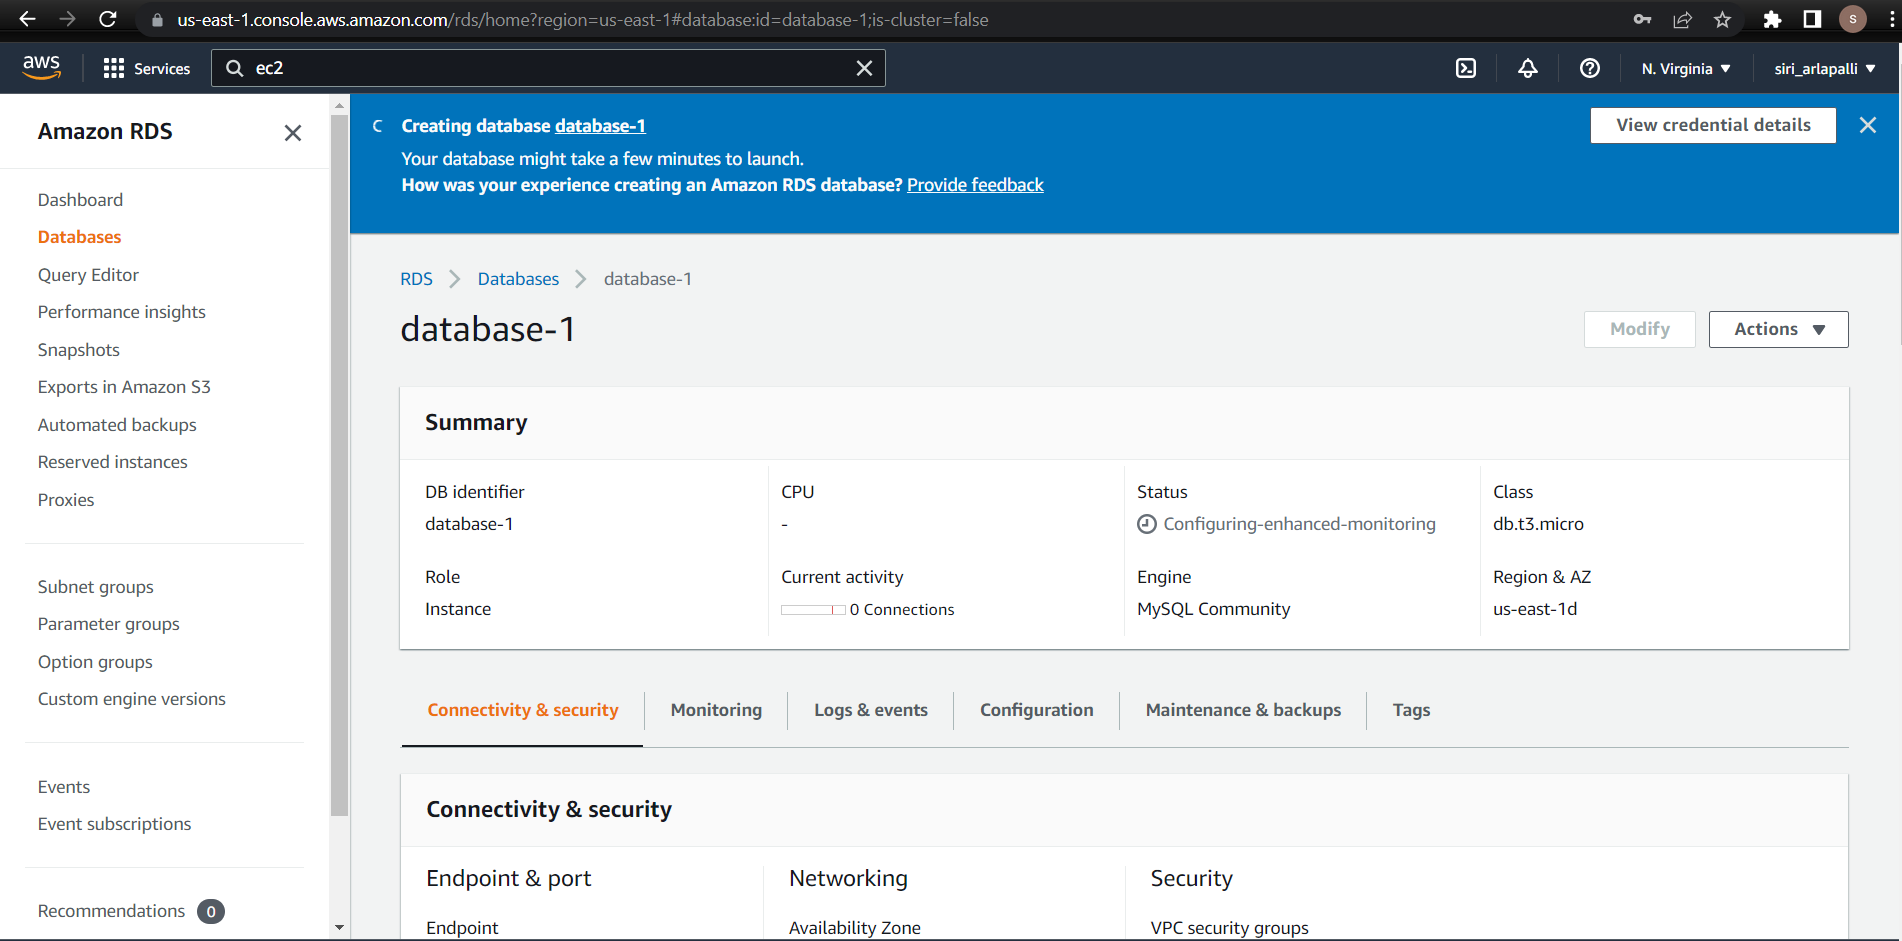 us-east-1.console.aws.amazon.com/rds/home?region=us-east-1#database:id=database-1;is-cluster=false
S
aws
Services
ec2
N. Virginia
siri_arlapalli
Amazon RDS
Dashboard
Databases
Query Editor
Performance insights
Snapshots
Exports in Amazon S3
Automated backups
Reserved instances
Proxies
Subnet groups
Parameter groups
Option groups
Custom engine versions
Events
Event subscriptions
Recommendations 0
Creating database database-1
View credential details
Your database might take a few minutes to launch.
How was your experience creating an Amazon RDS database? Provide feedback
RDS
Databases
database-1
database-1
Modify
Actions
Summary
DB identifier
database-1
CPU
-
Status
Configuring-enhanced-monitoring
Class
db.t3.micro
Role
Instance
Current activity
0 Connections
Engine
MySQL Community
Region & AZ
us-east-1d
Connectivity & security
Monitoring
Logs & events
Configuration
Maintenance & backups
Tags
Connectivity & security
Endpoint & port
Endpoint
Networking
Availability Zone
Security
VPC security groups